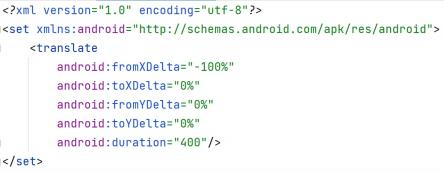 <?xml version="1.0" encoding="utf-8"?>
<set xmlns:android="http://schemas.android.com/apk/res/android">
    <translate
        android:fromXDelta="-100%"
        android:toXDelta="0%"
        android:fromYDelta="0%"
        android:toYDelta="0%"
        android:duration="400"/>
</set>